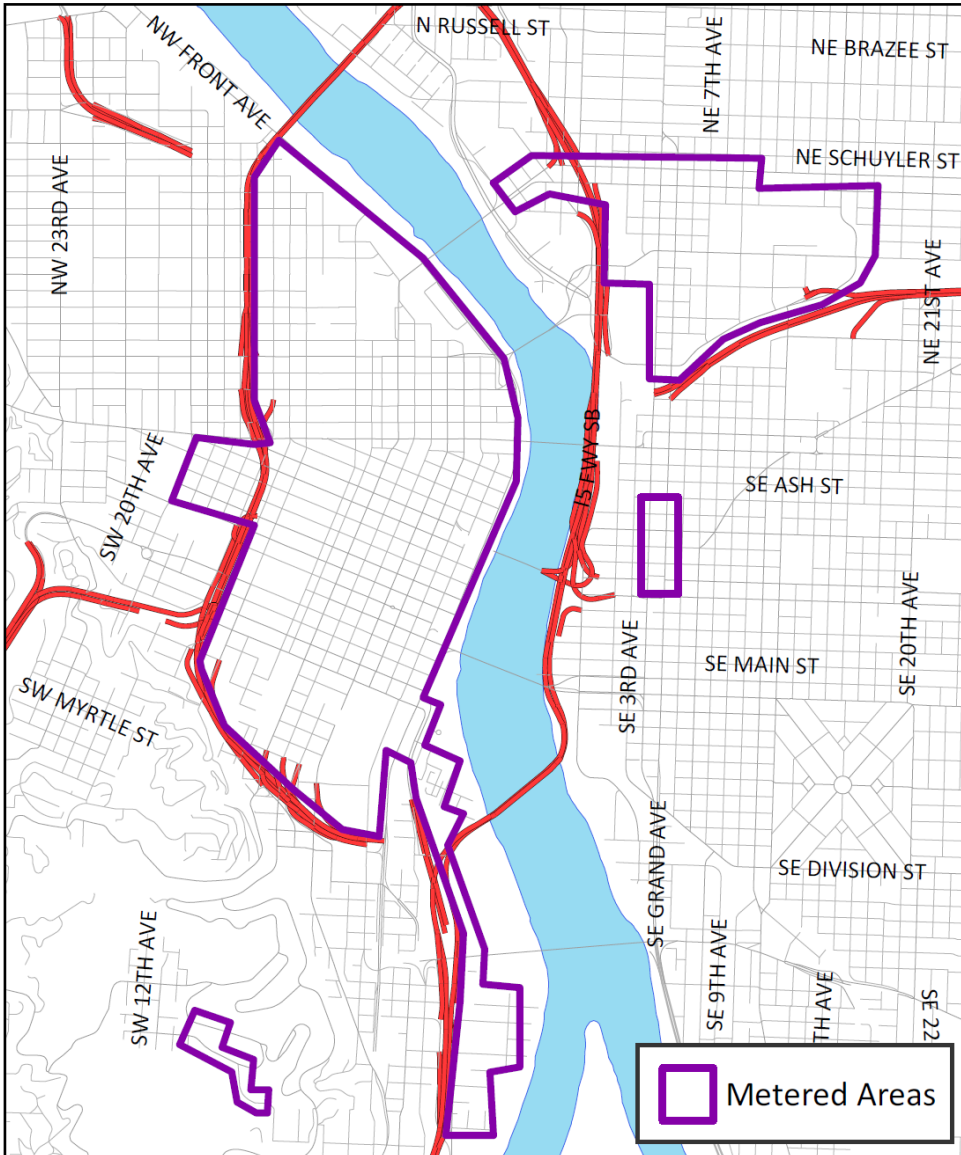 N RUSSELL ST
NW FRONT AVE
NE 7TH AVE
NE BRAZEE ST
NE SCHUYLER ST
NW 23RD AVE
NE 21ST AVE
I5 FWY SB
SW 20TH AVE
SE ASH ST
SE 20TH AVE
SE 3RD AVE
SE MAIN ST
SW MYRTLE ST
SE GRAND AVE
SE DIVISION ST
SW 12TH AVE
SE 9TH AVE
TH AVE
SE 22
Metered Areas